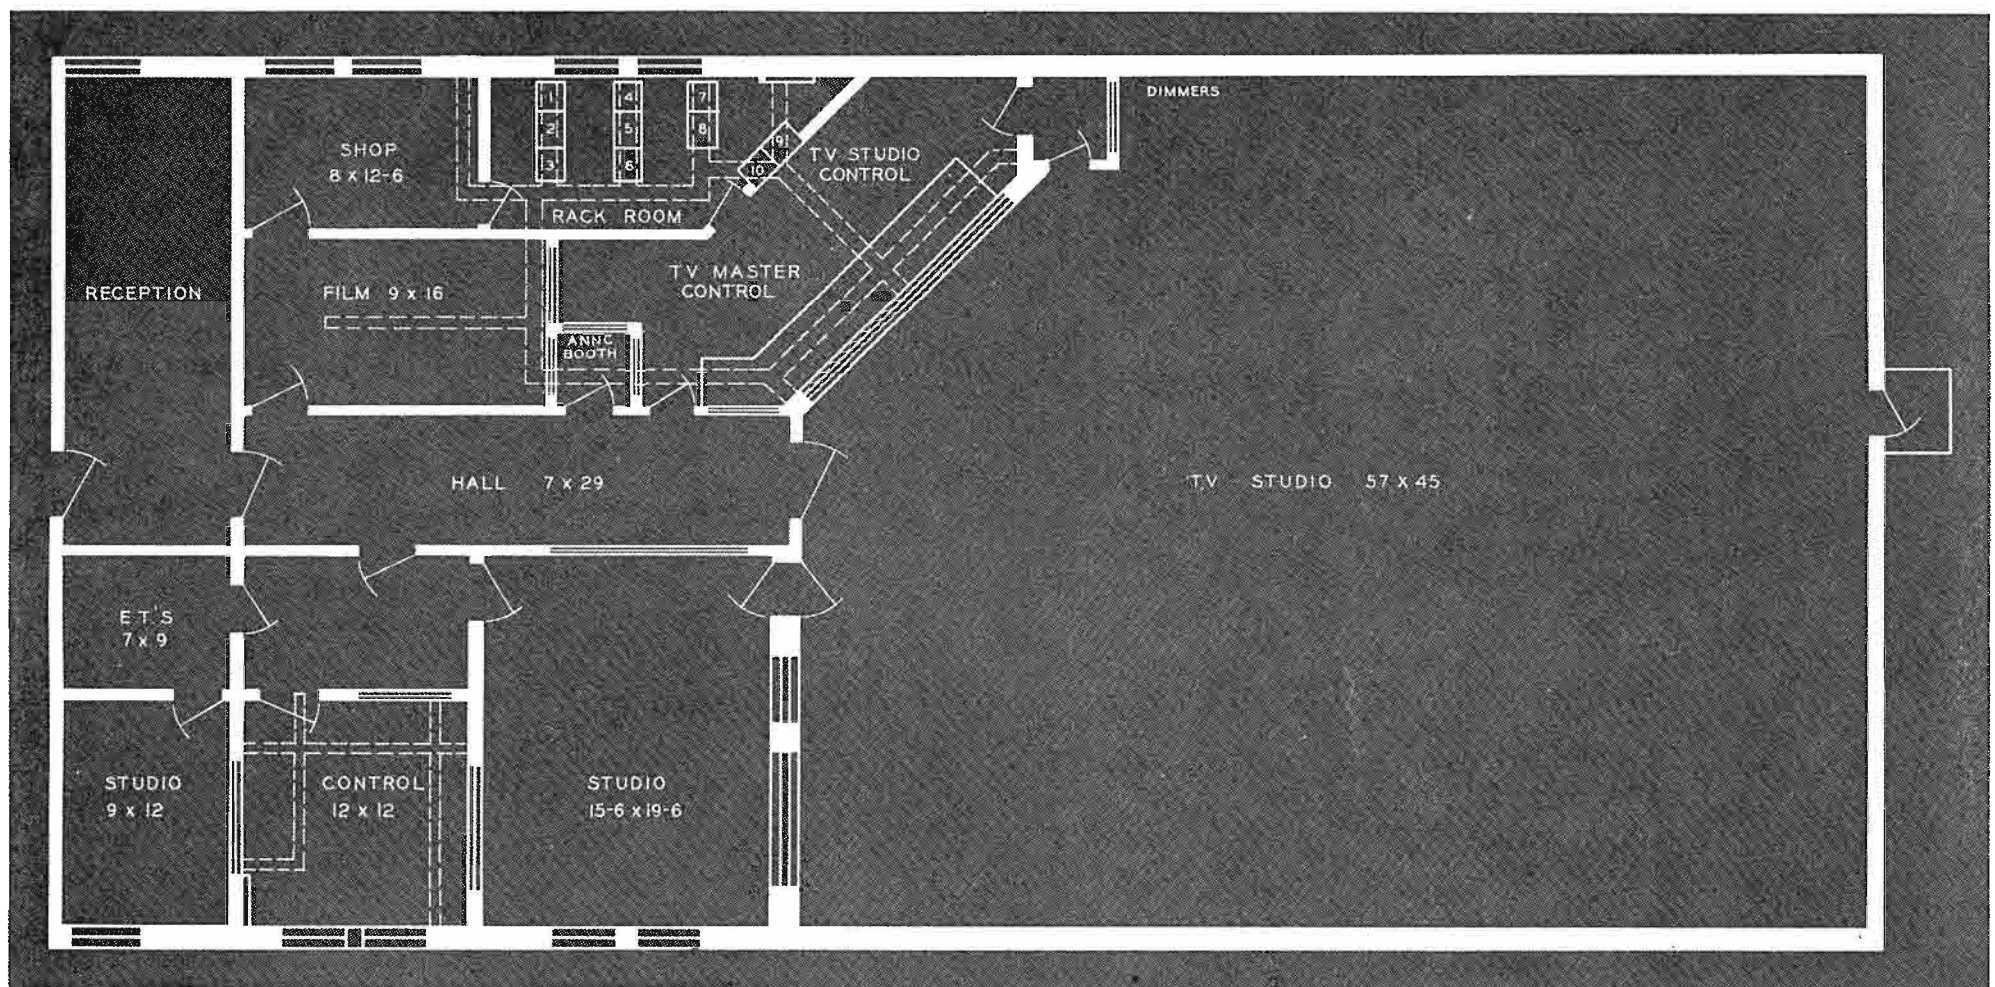 DIMMERS
SHOP
8 x 12-6
1
2
3
4
5
6
7
8
9
10
TV STUDIO
CONTROL
RACK ROOM
RECEPTION
FILM 9 x 16
TV MASTER
CONTROL
ANNC
BOOTH
HALL 7 x 29
TV STUDIO 57 x 45
E T.'S
7 x 9
STUDIO
9 x 12
CONTROL
12 x 12
STUDIO
15-6 x 19-6